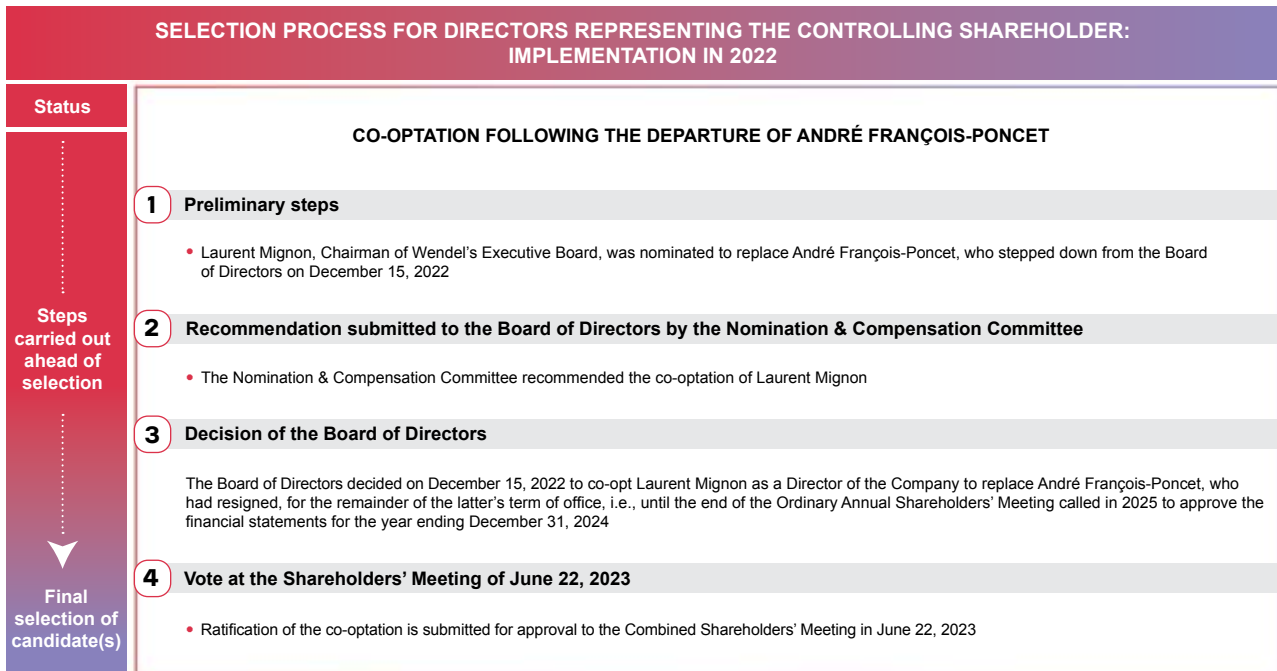 SELECTION PROCESS FOR DIRECTORS REPRESENTING THE CONTROLLING SHAREHOLDER:
IMPLEMENTATION IN 2022
Status
CO-OPTATION FOLLOWING THE DEPARTURE OF ANDRÉ FRANÇOIS-PONCET
Steps
carried out
ahead of
selection
1 Preliminary steps
• Laurent Mignon, Chairman of Wendel’s Executive Board, was nominated to replace André François-Poncet, who stepped down from the Board
of Directors on December 15, 2022
2 Recommendation submitted to the Board of Directors by the Nomination & Compensation Committee
• The Nomination & Compensation Committee recommended the co-optation of Laurent Mignon
3 Decision of the Board of Directors
The Board of Directors decided on December 15, 2022 to co-opt Laurent Mignon as a Director of the Company to replace André François-Poncet, who
had resigned, for the remainder of the latter’s term of office, i.e., until the end of the Ordinary Annual Shareholders’ Meeting called in 2025 to approve the
financial statements for the year ending December 31, 2024
Final
selection of
candidate(s)
4 Vote at the Shareholders’ Meeting of June 22, 2023
• Ratification of the co-optation is submitted for approval to the Combined Shareholders’ Meeting in June 22, 2023